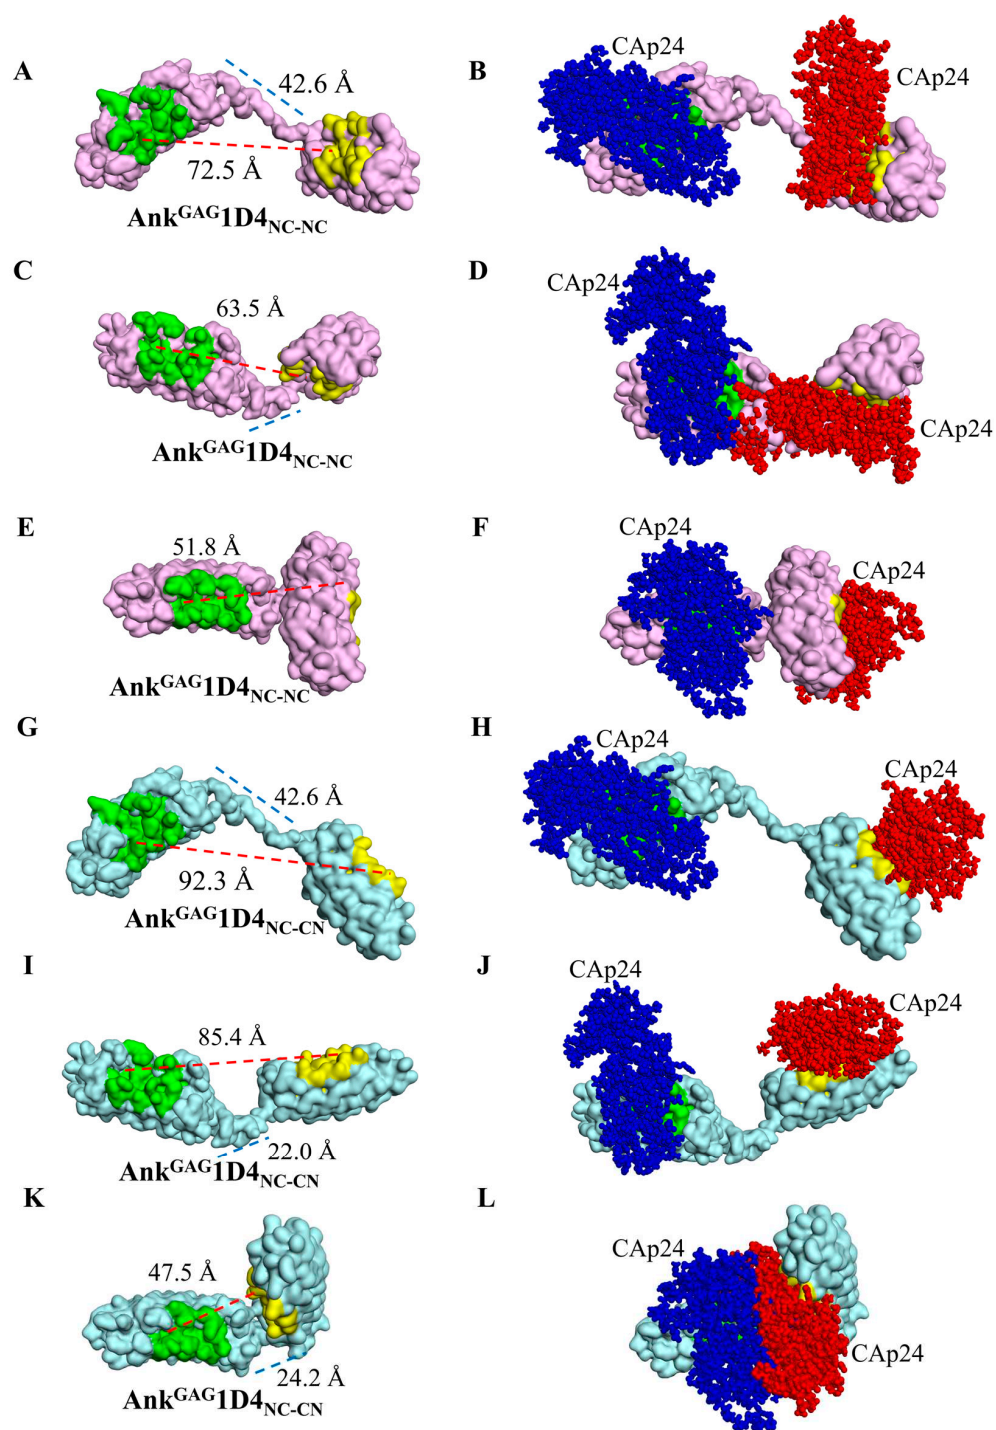 A
42.6 Å
72.5 Å
Ank^GAG1D4_NC-NC
B
CAp24
CAp24
C
63.5 Å
Ank^GAG1D4_NC-NC
D
CAp24
CAp24
E
51.8 Å
Ank^GAG1D4_NC-NC
F
CAp24
CAp24
G
42.6 Å
92.3 Å
Ank^GAG1D4_NC-CN
H
CAp24
CAp24
I
85.4 Å
22.0 Å
Ank^GAG1D4_NC-CN
J
CAp24
CAp24
K
47.5 Å
24.2 Å
Ank^GAG1D4_NC-CN
L
CAp24
CAp24